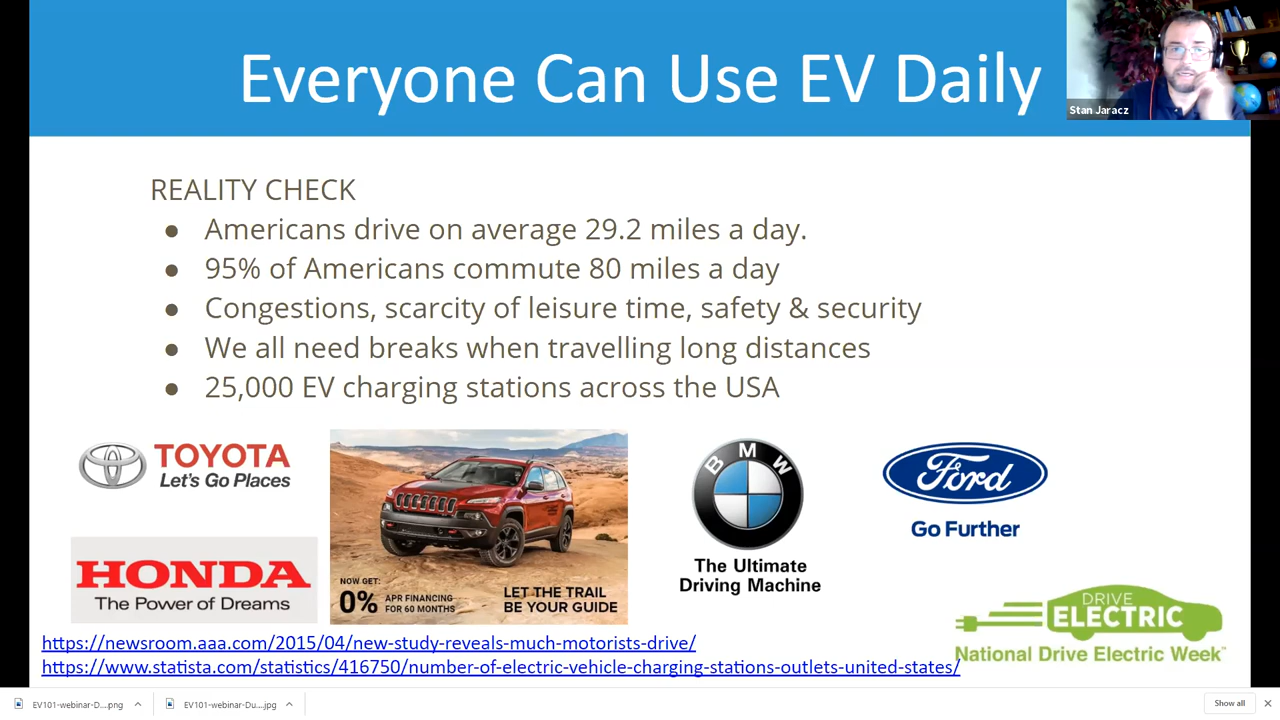 Everyone Can Use EV Daily
Stan Jaracz
REALITY CHECK
● Americans drive on average 29.2 miles a day.
● 95% of Americans commute 80 miles a day
● Congestions, scarcity of leisure time, safety & security
● We all need breaks when travelling long distances
● 25,000 EV charging stations across the USA
TOYOTA
Let's Go Places
HONDA
The Power of Dreams
NOW GET:
0% APR FINANCING
FOR 60 MONTHS
LET THE TRAIL
BE YOUR GUIDE
BMW
The Ultimate
Driving Machine
Ford
Go Further
DRIVE
ELECTRIC
National Drive Electric Week™
https://newsroom.aaa.com/2015/04/new-study-reveals-much-motorists-drive/
https://www.statista.com/statistics/416750/number-of-electric-vehicle-charging-stations-outlets-united-states/
EV101-webinar-D....png
EV101-webinar-Du....jpg
Show all